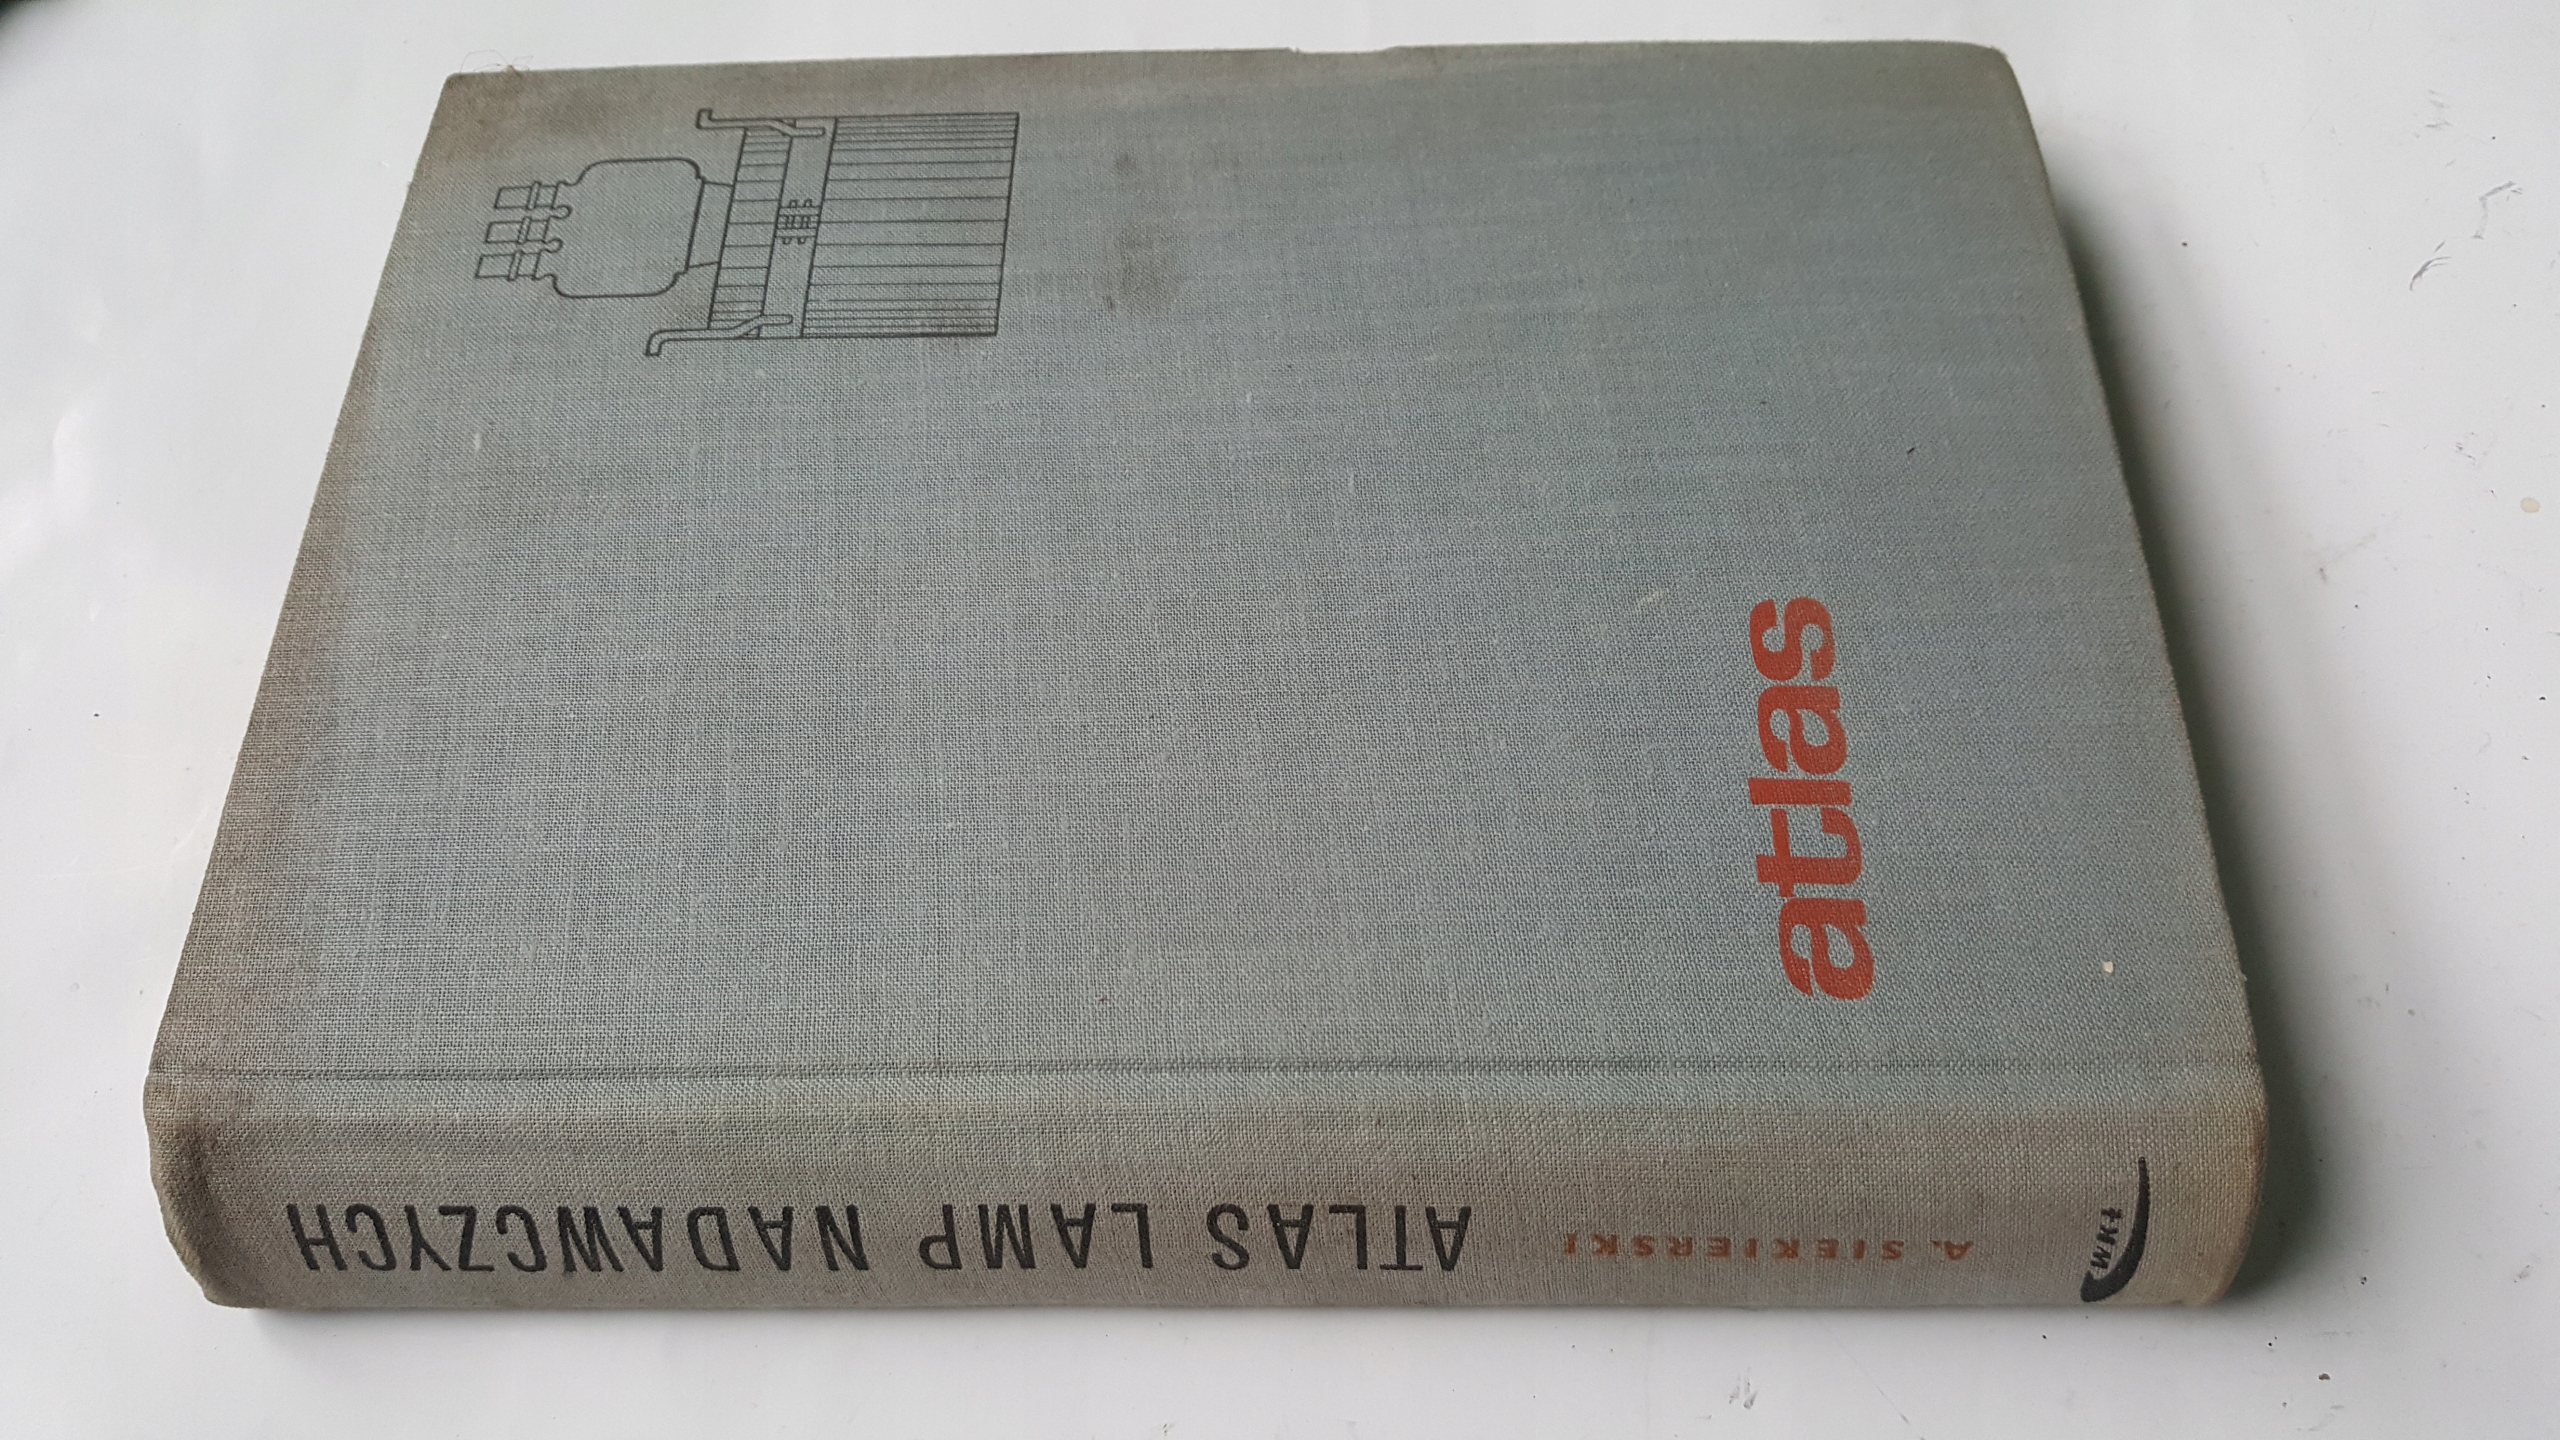 atlas
A. SIEKIERSKI
ATLAS LAMP NADAWCZYCH
WKŁ